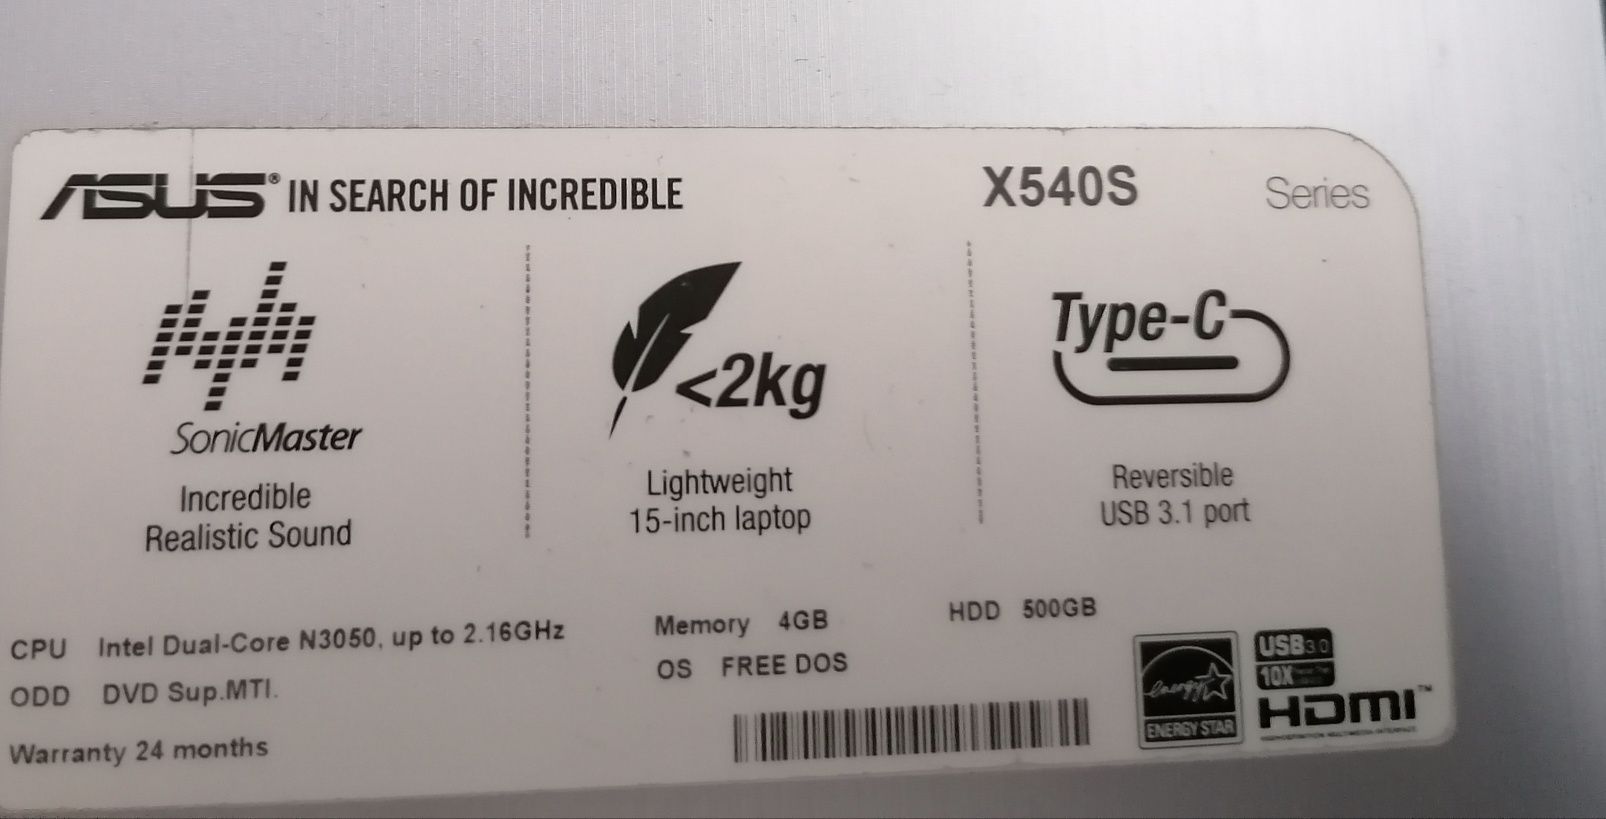 ASUS® IN SEARCH OF INCREDIBLE
X540S Series
SonicMaster
Incredible
Realistic Sound
<2kg
Lightweight
15-inch laptop
Type-C
Reversible
USB 3.1 port
CPU Intel Dual-Core N3050, up to 2.16GHz
ODD DVD Sup.MTI.
Warranty 24 months
Memory 4GB
OS FREE DOS
HDD 500GB
energy
ENERGY STAR
USB3.0
10X
HDMI™